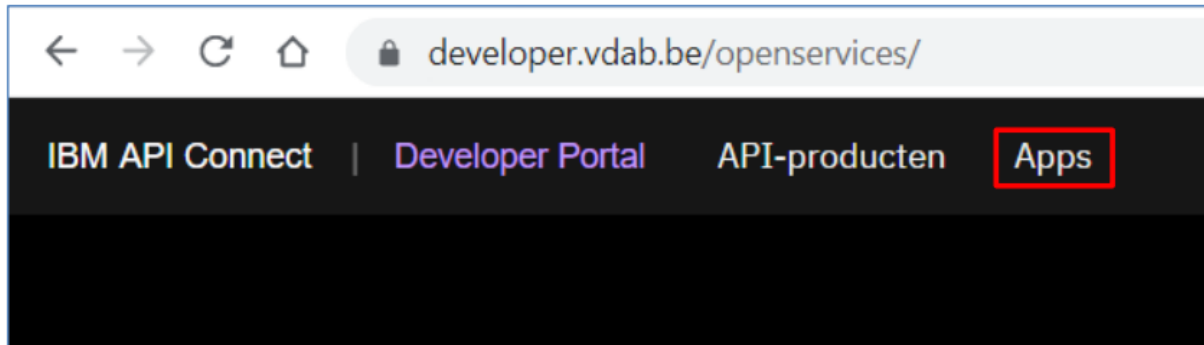 developer.vdab.be/openservices/
IBM API Connect | Developer Portal API-producten Apps